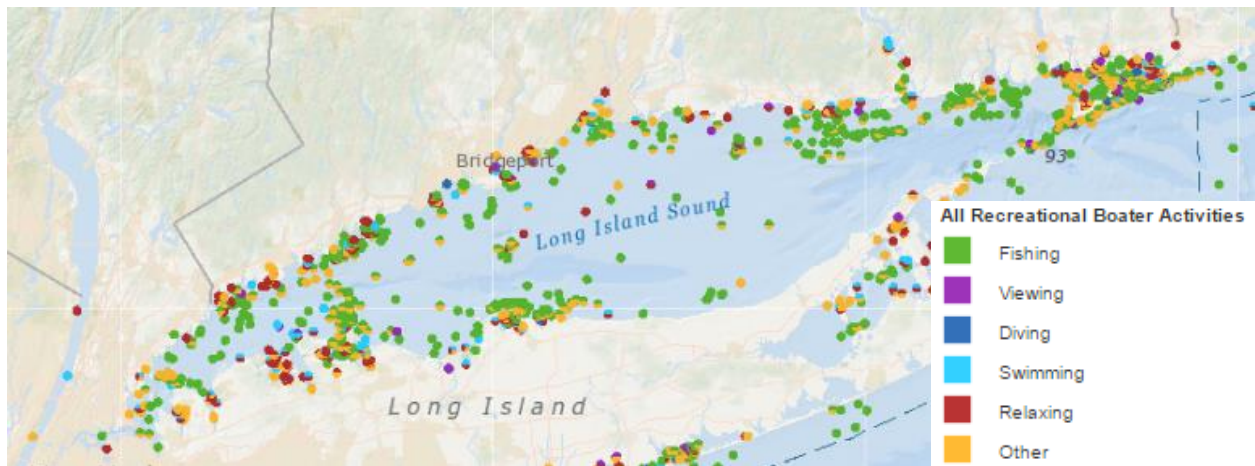 Bridgeport
Long Island Sound
93
Long Island
All Recreational Boater Activities
Fishing
Viewing
Diving
Swimming
Relaxing
Other